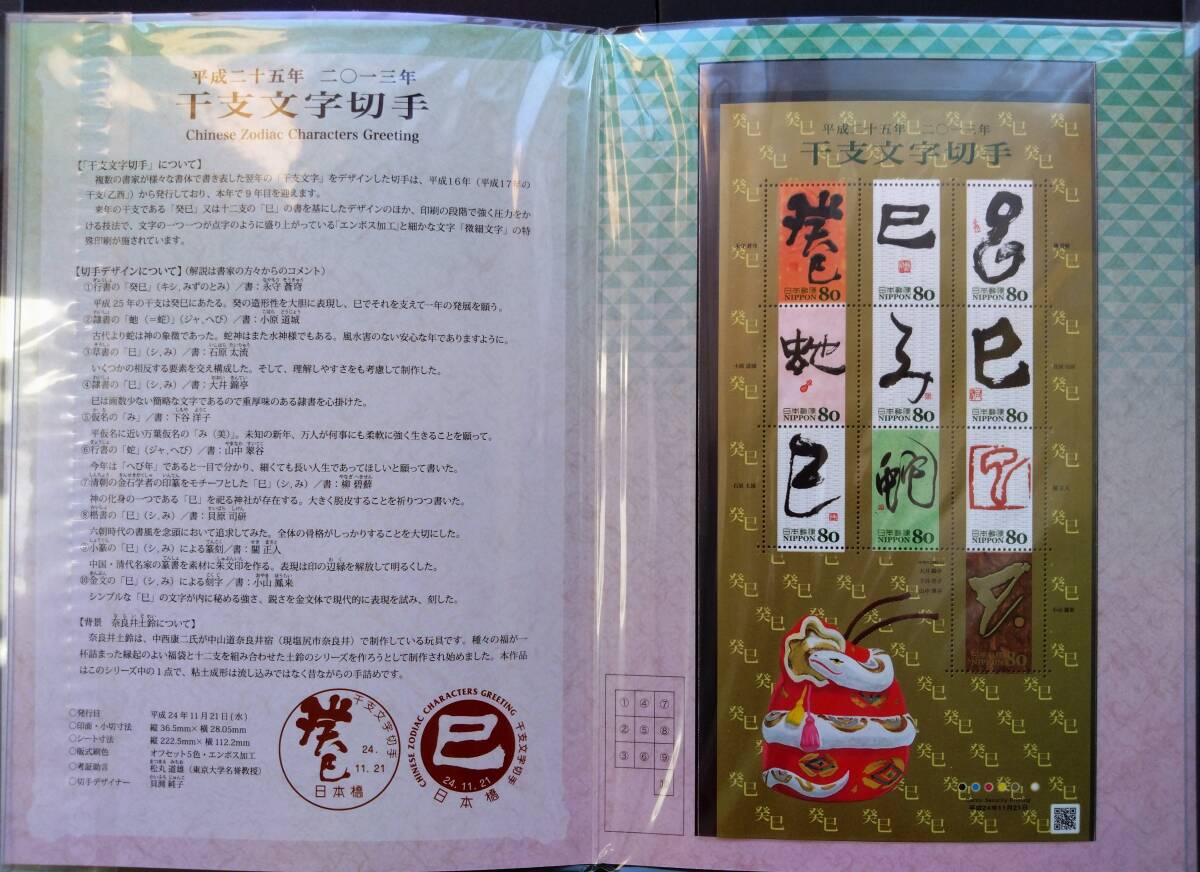 平成二十五年 二〇一三年
干支文字切手
Chinese Zodiac Characters Greeting
【「干支文字切手」について】
複数の書家が様々な書体で書き表した翌年の「干支文字」をデザインした切手は、平成16年（平成17年の
干支（乙酉））から発行しており、本年で9年目を迎えます。
来年の干支である「癸巳」又は十二支の「巳」の書を基にしたデザインのほか、印刷の段階で強く圧力をか
ける技法で、文字の一つ一つが点字のように盛り上がっている「エンボス加工」と細かな文字「微細文字」の特
殊印刷が施されています。
【切手デザインについて】（解説は書家の方々からのコメント）
①行書の「癸巳」（キシ,みずのとみ）／書：永守 蒼穹
平成25年の干支は癸巳にあたる。癸の造形性を大胆に表現し、巳でそれを支えて一年の発展を願う。
②隷書の「虵（＝蛇）」（ジャ,へび）／書：小原 道城
古代より蛇は神の象徴であった。蛇神はまた水神様でもある。風水害のない安心な年でありますように。
③草書の「巳」（シ,み）／書：石原 太流
いくつかの相反する要素を交え構成した。そして、理解しやすさをも考慮して制作した。
④隷書の「巳」（シ,み）／書：大井 錦亭
巳は画数少ない簡略な文字であるので重厚味のある隷書を心掛けた。
⑤仮名の「み」／書：下谷 洋子
平仮名に近い万葉仮名の「み（美）」。未知の新年、万人が何事にも柔軟に強く生きることを願って。
⑥行書の「蛇」（ジャ,へび）／書：山中 翠谷
今年は「へび年」であると一目で分かり、細くても長い人生であってほしいと願って書いた。
⑦清朝の金石学者の印篆をモチーフとした「巳」（シ,み）／書：柳 碧蘚
神の化身の一つである「巳」を祀る神社が存在する。大きく脱皮することを祈りつつ書いた。
⑧楷書の「巳」（シ,み）／書：貝原 司研
六朝時代の書風を念頭において追求してみた。全体の骨格がしっかりすることを大切にした。
⑨小篆の「巳」（シ,み）による篆刻／書：關 正人
中国・清代名家の篆書を素材に朱文印を作る。表現は印の辺縁を解放して明るくした。
⑩金文の「巳」（シ,み）による刻字／書：小山 鳳来
シンプルな「巳」の文字が内に秘める強さ、鋭さを金文体で現代的に表現を試み、刻した。
【背景 奈良井土鈴について】
奈良井土鈴は、中西康二氏が中山道奈良井宿（現塩尻市奈良井）で制作している玩具です。種々の福が一
杯詰まった縁起のよい福袋と十二支を組み合わせた土鈴のシリーズを作ろうとして制作され始めました。本作品
はこのシリーズ中の1点で、粘土成形は流し込みではなく昔ながらの手詰めです。
○発行日 平成24年11月21日（水）
○印面・小切寸法 縦36.5mm×横28.05mm
○シート寸法 縦222.5mm×横112.2mm
○版式刷色 オフセット5色・エンボス加工
○考証助言 松丸 道雄（東京大学名誉教授）
○切手デザイナー 貝淵 純子
癸巳
干支文字切手
24.
11.21
日本橋
CHINESE ZODIAC CHARACTERS GREETING
巳
干支文字切手
24.11.21
日本橋
① ④ ⑦
② ⑤ ⑧
③ ⑥ ⑨
⑩
平成二十五年 二〇一三年
干支文字切手
癸巳
日本郵便
NIPPON 80
巳
日本郵便
NIPPON 80
巳
日本郵便
NIPPON 80
虵
日本郵便
NIPPON 80
み
日本郵便
NIPPON 80
巳
日本郵便
NIPPON 80
巳
日本郵便
NIPPON 80
蛇
日本郵便
NIPPON 80
日本郵便
NIPPON 80
NIPPON 80
平成24年11月21日